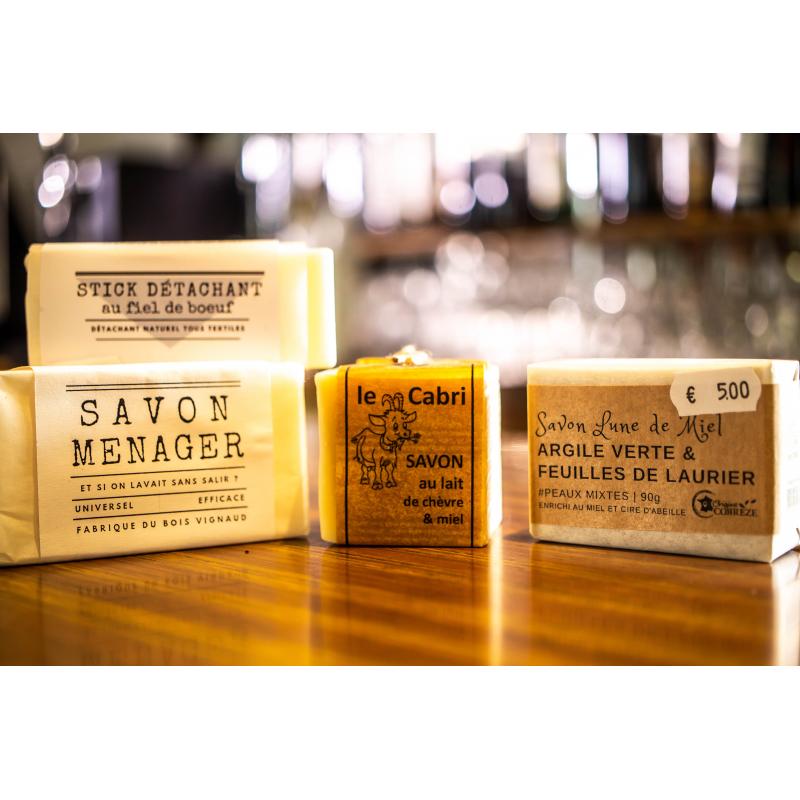 STICK DÉTACHANT
au fiel de boeuf
DÉTACHANT NATUREL TOUS TEXTILES
SAVON
MENAGER
ET SI ON LAVAIT SANS SALIR ?
UNIVERSEL EFFICACE
FABRIQUE DU BOIS VIGNAUD
le Cabri
SAVON
au lait
de chèvre
& miel
€ 5.00
Savon Lune de Miel
ARGILE VERTE &
FEUILLES DE LAURIER
#PEAUX MIXTES | 90g
ENRICHI AU MIEL ET CIRE D'ABEILLE
Origine
CORRÈZE